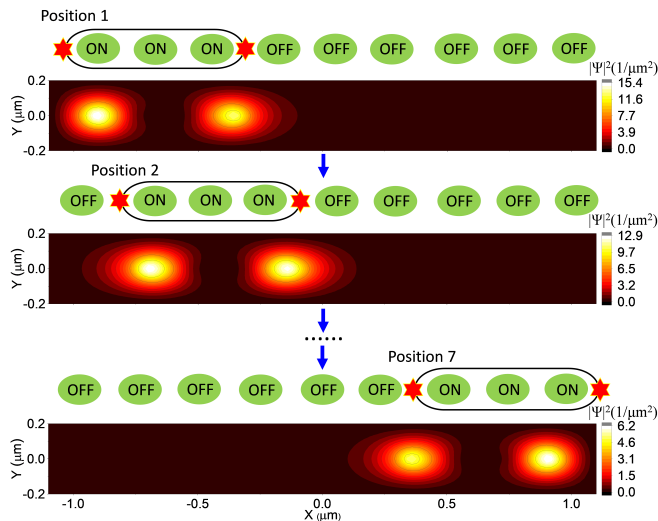 Position 1
ON ON ON OFF OFF OFF OFF OFF OFF
|Ψ|²(1/μm²)
0.2
0.0
-0.2
Y (μm)
15.4
11.6
7.7
3.9
0.0
Position 2
OFF ON ON ON OFF OFF OFF OFF OFF
|Ψ|²(1/μm²)
0.2
0.0
-0.2
Y (μm)
12.9
9.7
6.5
3.2
0.0
......
Position 7
OFF OFF OFF OFF OFF OFF ON ON ON
|Ψ|²(1/μm²)
0.2
0.0
-0.2
Y (μm)
6.2
4.6
3.1
1.5
0.0
-1.0 -0.5 0.0 0.5 1.0
X (μm)